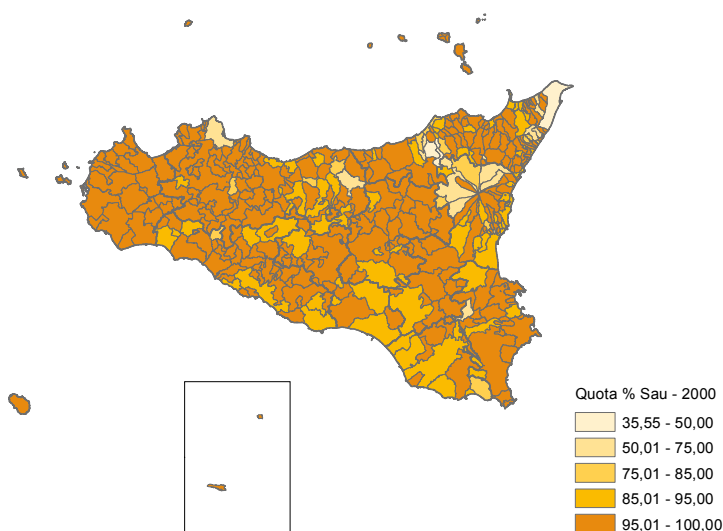 Quota % Sau - 2000
35,55 - 50,00
50,01 - 75,00
75,01 - 85,00
85,01 - 95,00
95,01 - 100,00